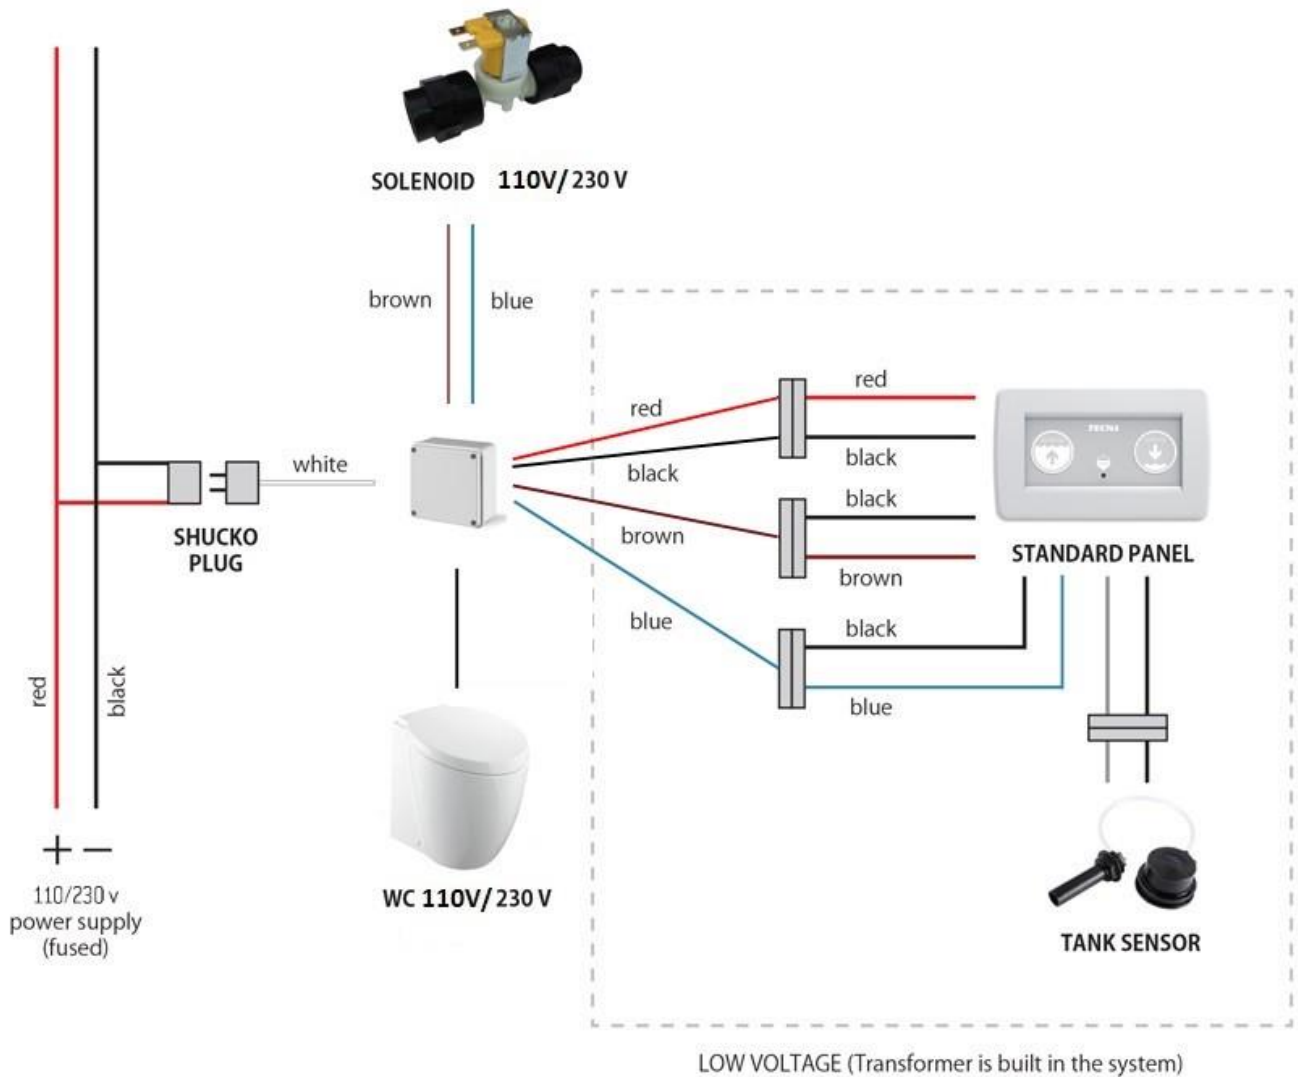 SOLENOID 110V/ 230 V
brown
blue
red
red
black
black
white
black
SHUCKO
PLUG
brown
TECMA
STANDARD PANEL
brown
blue
black
red
black
blue
+ –
110/230 v
power supply
(fused)
WC 110V/ 230 V
TANK SENSOR
LOW VOLTAGE (Transformer is built in the system)